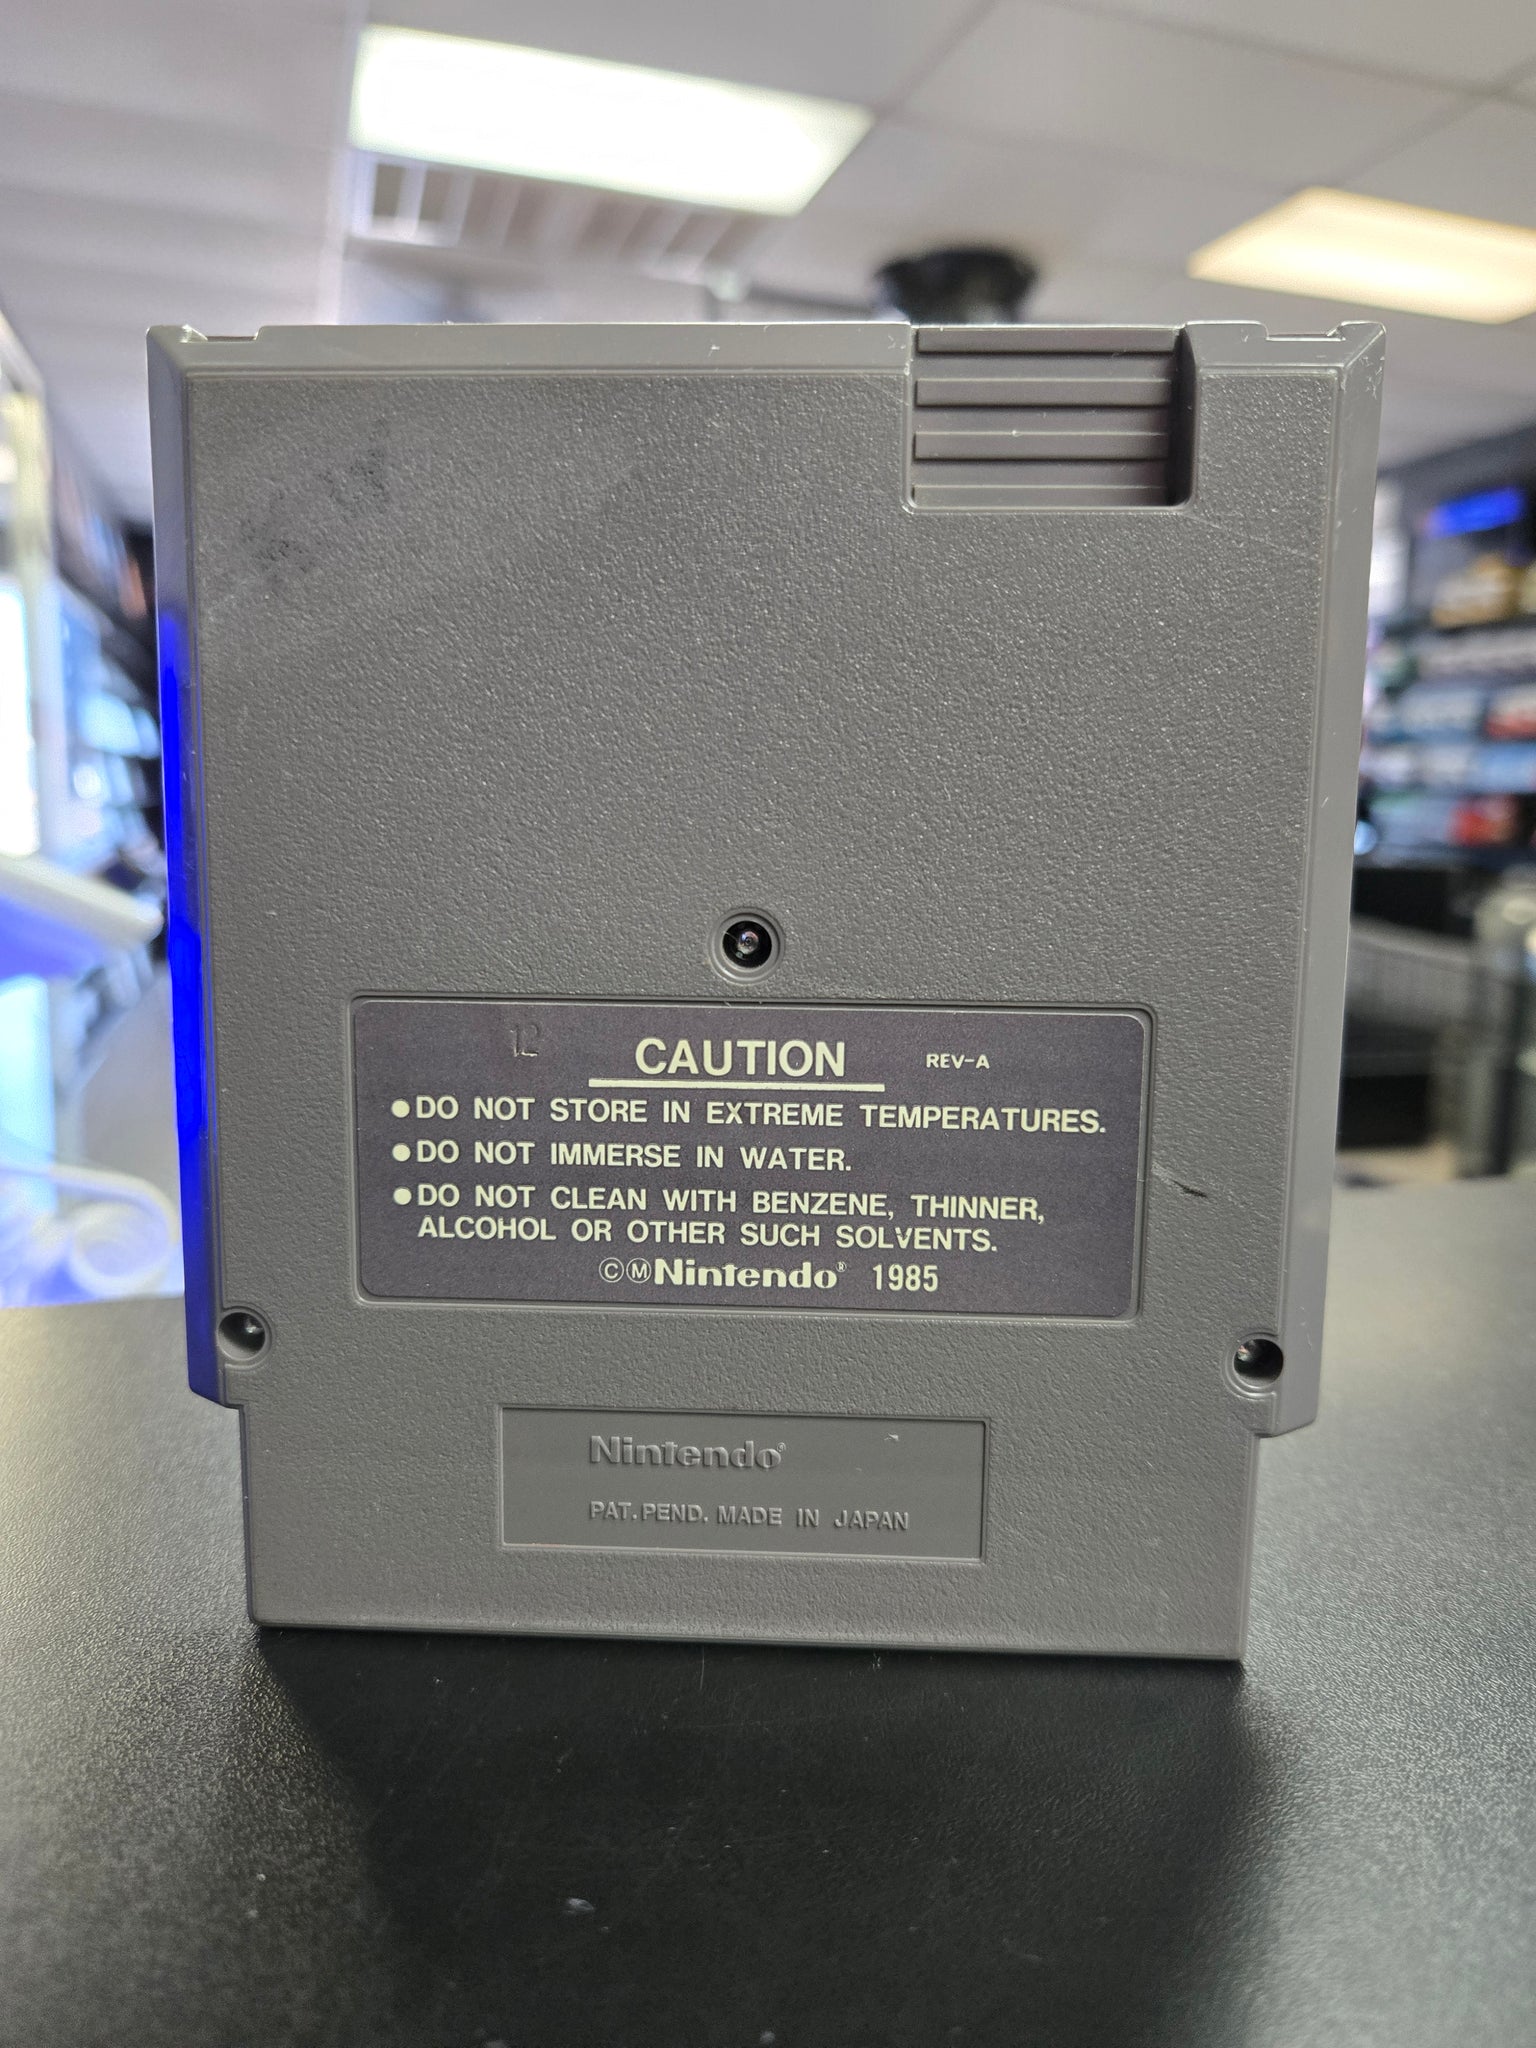 12
CAUTION REV-A
●DO NOT STORE IN EXTREME TEMPERATURES.
●DO NOT IMMERSE IN WATER.
●DO NOT CLEAN WITH BENZENE, THINNER,
ALCOHOL OR OTHER SUCH SOLVENTS.
ⒸⓂNintendo® 1985
Nintendo®
PAT.PEND. MADE IN JAPAN